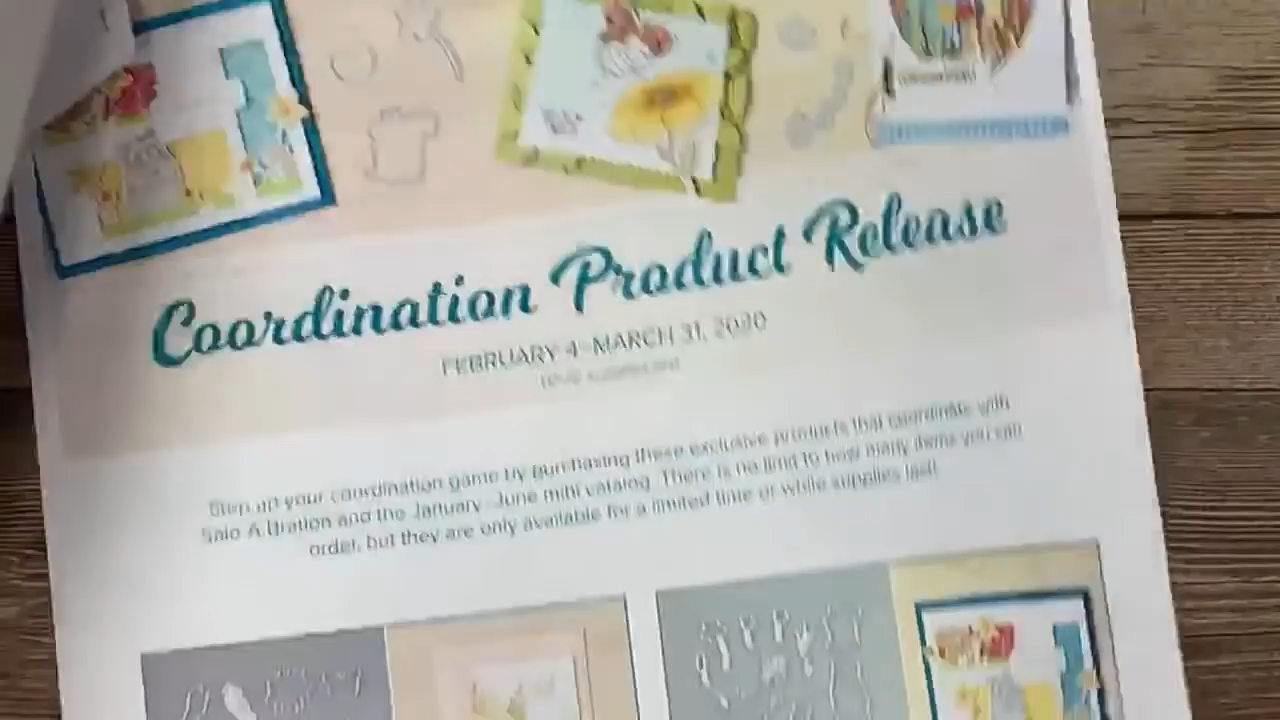 Coordination Product Release
FEBRUARY 4–MARCH 31, 2020
Step up your coordination game by purchasing these exclusive products that coordinate with
Sale-A-Bration and the January–June mini catalog. There is no limit to how many items you can
order, but they are only available for a limited time or while supplies last!